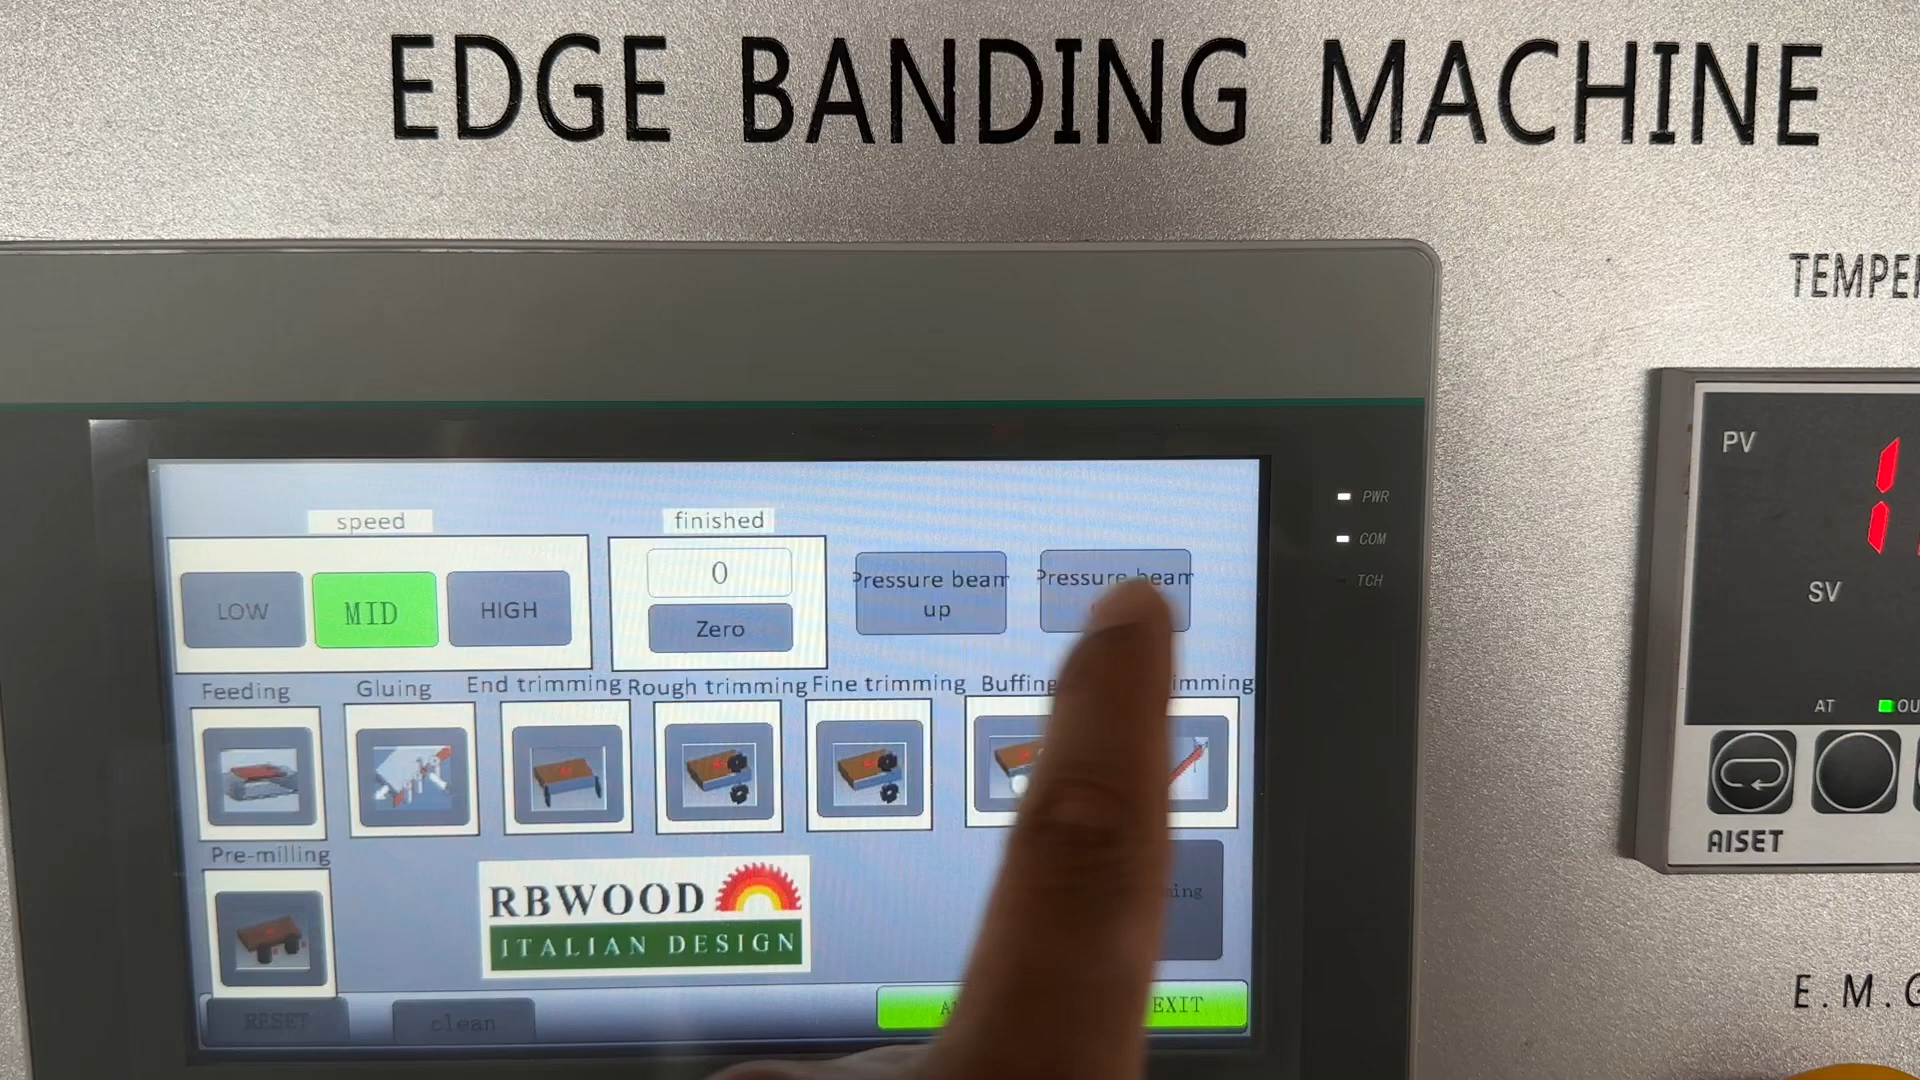 EDGE BANDING MACHINE
TEMPER
PWR
COM
TCH
PV
SV
AT
OU
AISET
E.M.G
speed
finished
LOW
MID
HIGH
0
Zero
Pressure beam
up
Pressure beam
Feeding
Gluing
End trimming
Rough trimming
Fine trimming
Buffing
imming
Pre-milling
RBWOOD
ITALIAN DESIGN
ing
RESET
clean
EXIT